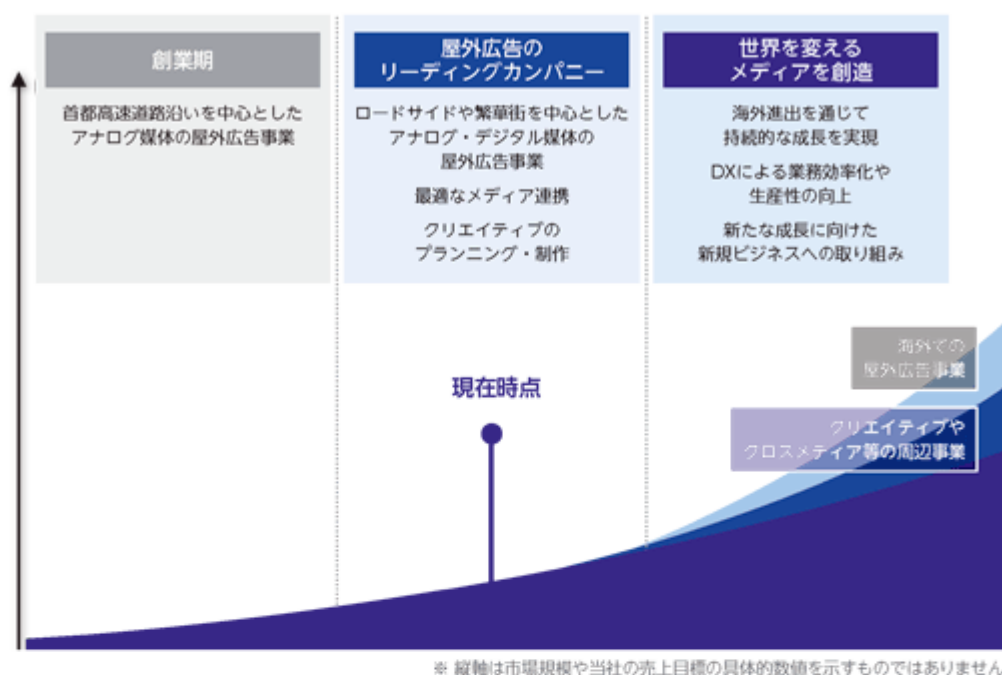 創業期
首都高速道路沿いを中心とした
アナログ媒体の屋外広告事業
屋外広告の
リーディングカンパニー
ロードサイドや繁華街を中心とした
アナログ・デジタル媒体の
屋外広告事業
最適なメディア連携
クリエイティブの
プランニング・制作
世界を変える
メディアを創造
海外進出を通じて
持続的な成長を実現
DXによる業務効率化や
生産性の向上
新たな成長に向けた
新規ビジネスへの取り組み
海外での
屋外広告事業
現在時点
クリエイティブや
クロスメディア等の周辺事業
※ 縦軸は市場規模や当社の売上目標の具体的数値を示すものではありません